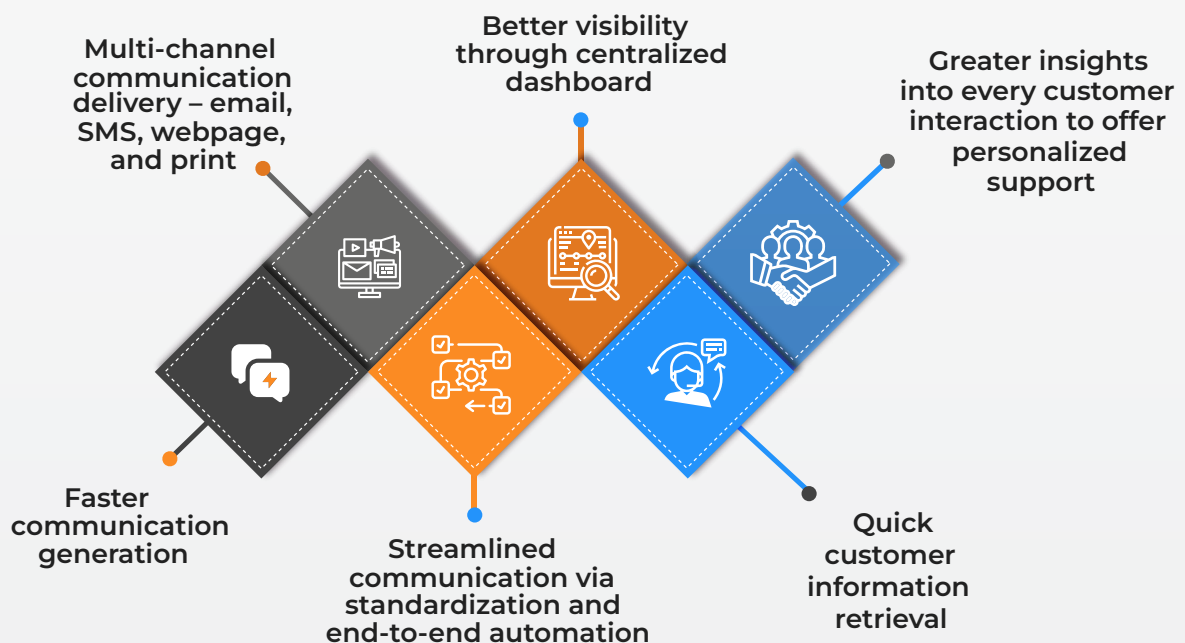 Multi-channel
communication
delivery – email,
SMS, webpage,
and print
Better visibility
through centralized
dashboard
Greater insights
into every customer
interaction to offer
personalized
support
Faster
communication
generation
Streamlined
communication via
standardization and
end-to-end automation
Quick
customer
information
retrieval